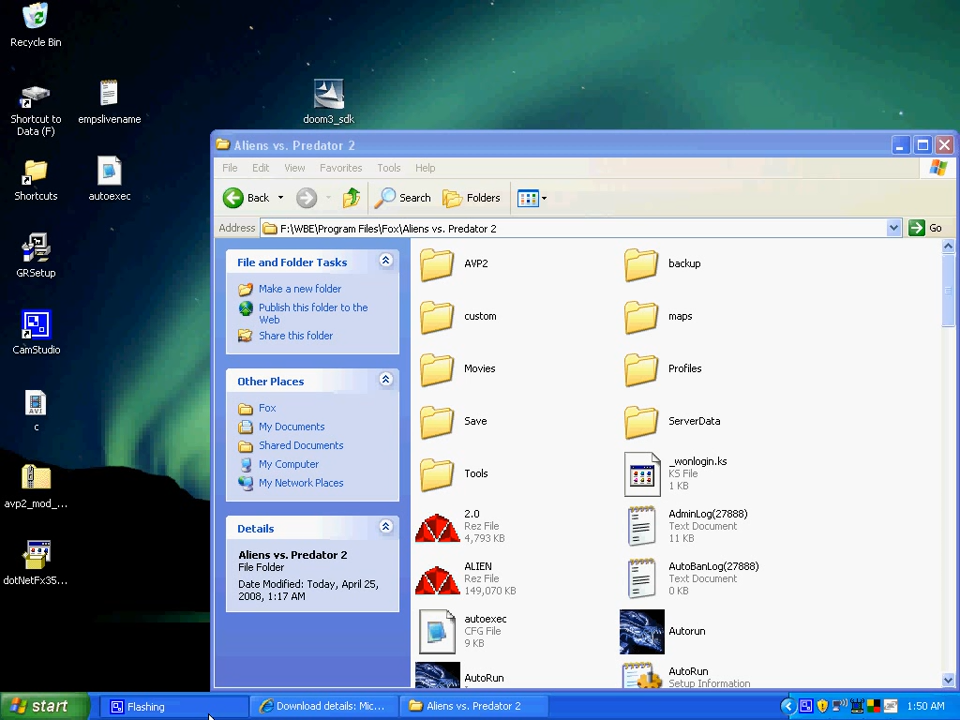 Recycle Bin
Shortcut to
Data (F)
empslivename
doom3_sdk
Shortcuts
autoexec
GRSetup
CamStudio
c
avp2_mod_...
dotNetFx35...
Aliens vs. Predator 2
File Edit View Favorites Tools Help
Back Search Folders
Address F:\WBE\Program Files\Fox\Aliens vs. Predator 2 Go
File and Folder Tasks
Make a new folder
Publish this folder to the
Web
Share this folder
Other Places
Fox
My Documents
Shared Documents
My Computer
My Network Places
Details
Aliens vs. Predator 2
File Folder
Date Modified: Today, April 25,
2008, 1:17 AM
AVP2
backup
custom
maps
Movies
Profiles
Save
ServerData
Tools
_wonlogin.ks
KS File
1 KB
2.0
Rez File
4,793 KB
AdminLog(27888)
Text Document
11 KB
ALIEN
Rez File
149,070 KB
AutoBanLog(27888)
Text Document
0 KB
autoexec
CFG File
9 KB
Autorun
AutoRun
AutoRun
Setup Information
start
Flashing
Download details: Mic...
Aliens vs. Predator 2
1:50 AM